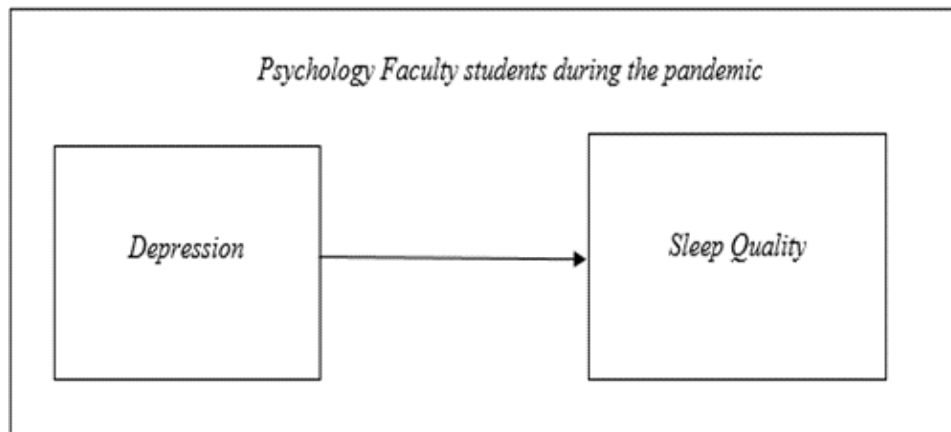 Psychology Faculty students during the pandemic
Depression
Sleep Quality